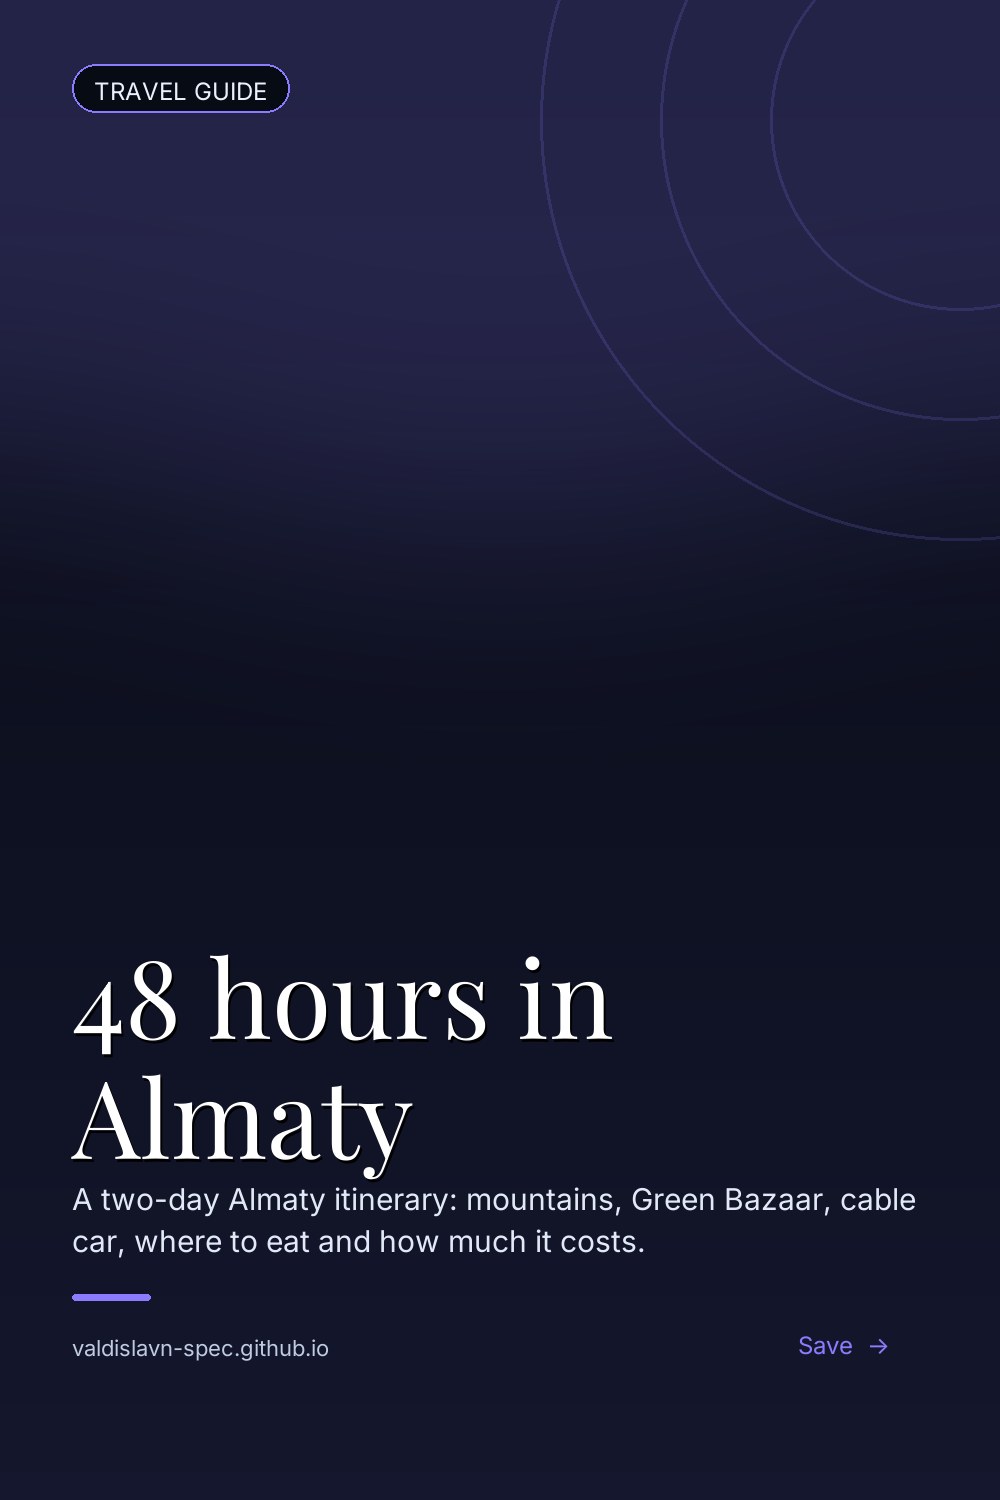 TRAVEL GUIDE
48 hours in
Almaty
A two-day Almaty itinerary: mountains, Green Bazaar, cable
car, where to eat and how much it costs.
valdislavn-spec.github.io
Save →